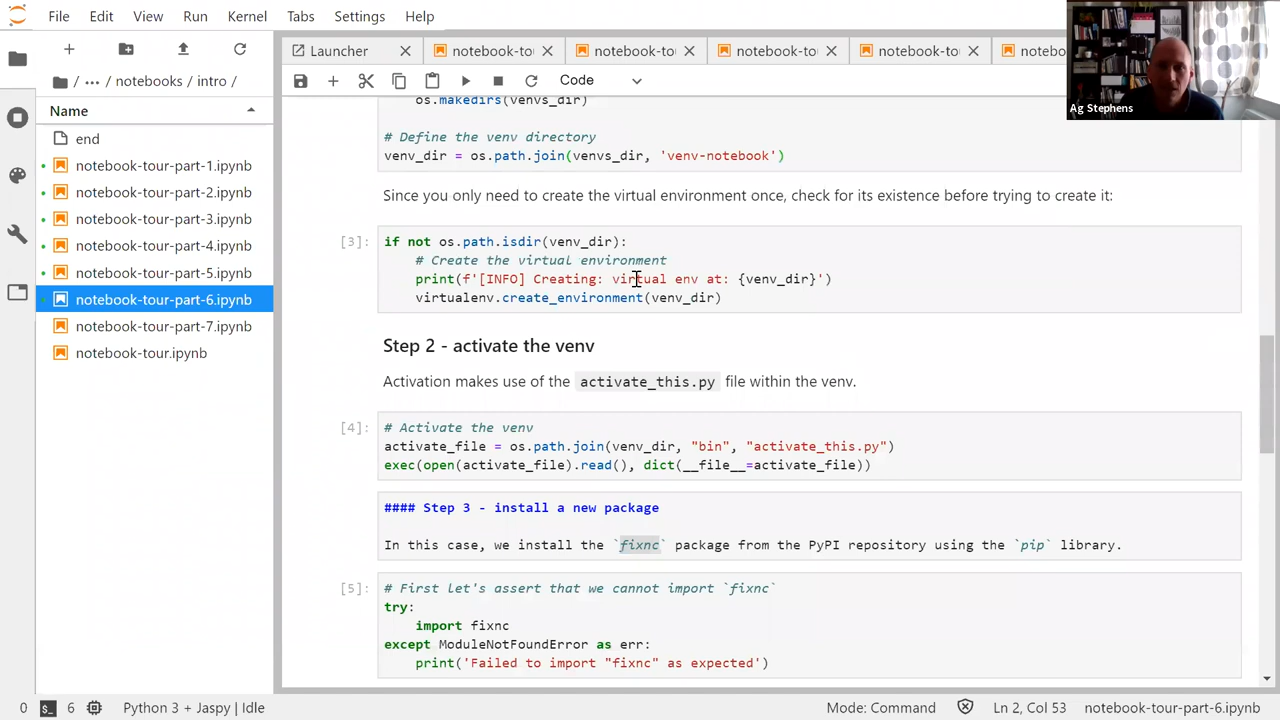 File Edit View Run Kernel Tabs Settings Help
Launcher
notebook-to
notebook-to
notebook-to
notebook-to
noteb
Ag Stephens
/ ··· / notebooks / intro /
Code
Name
end
notebook-tour-part-1.ipynb
notebook-tour-part-2.ipynb
notebook-tour-part-3.ipynb
notebook-tour-part-4.ipynb
notebook-tour-part-5.ipynb
notebook-tour-part-6.ipynb
notebook-tour-part-7.ipynb
notebook-tour.ipynb
os.makedirs(venvs_dir)
# Define the venv directory
venv_dir = os.path.join(venvs_dir, 'venv-notebook')
Since you only need to create the virtual environment once, check for its existence before trying to create it:
[3]:
if not os.path.isdir(venv_dir):
# Create the virtual environment
print(f'[INFO] Creating: virtual env at: {venv_dir}')
virtualenv.create_environment(venv_dir)
Step 2 - activate the venv
Activation makes use of the activate_this.py file within the venv.
[4]:
# Activate the venv
activate_file = os.path.join(venv_dir, "bin", "activate_this.py")
exec(open(activate_file).read(), dict(__file__=activate_file))
#### Step 3 - install a new package
In this case, we install the `fixnc` package from the PyPI repository using the `pip` library.
[5]:
# First let's assert that we cannot import `fixnc`
try:
import fixnc
except ModuleNotFoundError as err:
print('Failed to import "fixnc" as expected')
0 $_ 6 Python 3 + Jaspy | Idle Mode: Command Ln 2, Col 53 notebook-tour-part-6.ipynb